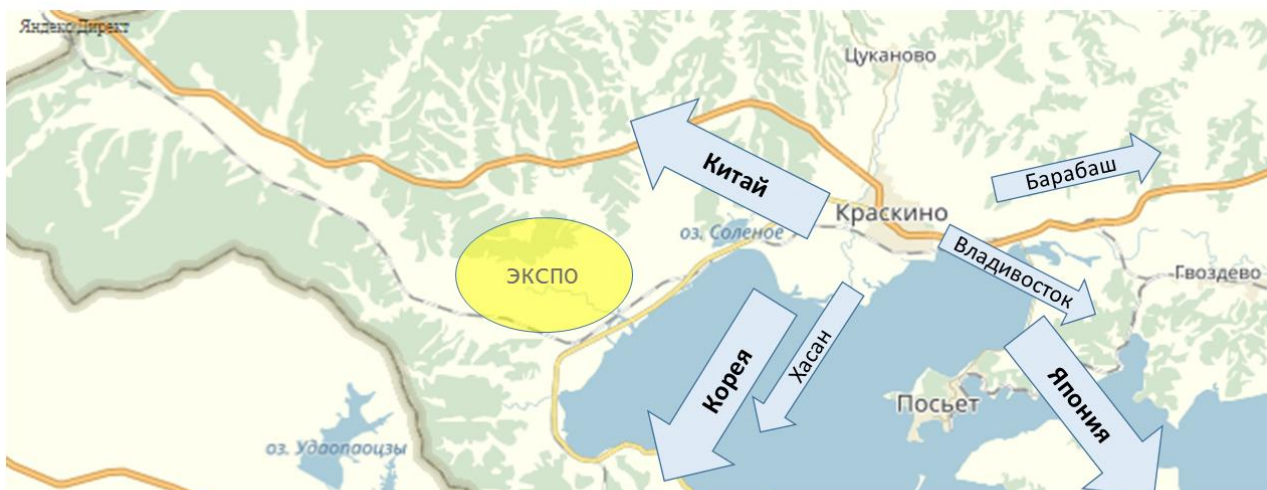 Яндекс Директ
Цуканово
Китай
Барабаш
Краскино
оз. Соленое
Владивосток
Гвоздево
ЭКСПО
Хасан
Корея
Посьет
Япония
оз. Удаопаоцзы